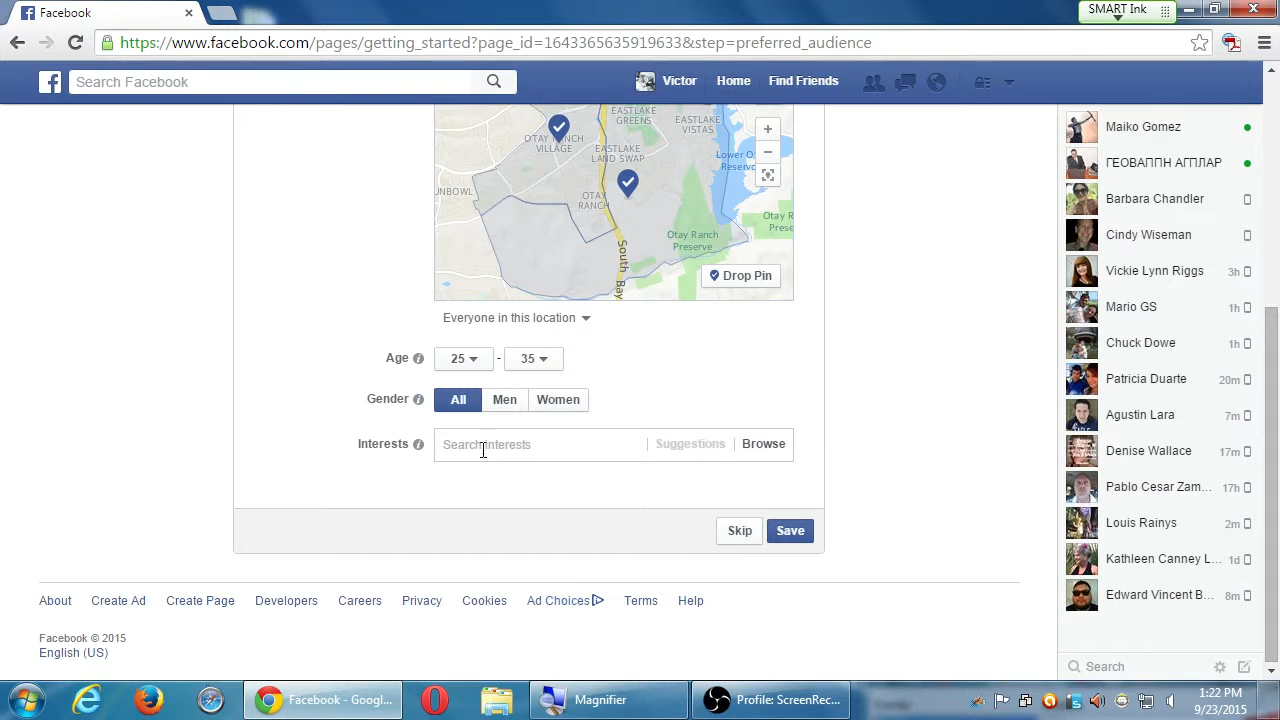 Facebook
SMART Ink
https://www.facebook.com/pages/getting_started?page_id=1643365635919633&step=preferred_audience
Search Facebook
Victor
Home
Find Friends
EASTLAKE GREENS
EASTLAKE VISTAS
OTAY RANCH VILLAGE
EASTLAKE LAND SWAP
Lower O
Reservo
UNBOWL
OTAY RANCH
Otay Ranch Preserve
Otay R
Prese
South Bay
+
-
Drop Pin
Everyone in this location
Age
25
-
35
Gender
All
Men
Women
Interests
Search interests
Suggestions
Browse
Skip
Save
About
Create Ad
Create Page
Developers
Careers
Privacy
Cookies
Ad Choices
Terms
Help
Facebook © 2015
English (US)
Maiko Gomez
ГЕОВАППН АГПЛАР
Barbara Chandler
Cindy Wiseman
Vickie Lynn Riggs 3h
Mario GS 1h
Chuck Dowe 1h
Patricia Duarte 20m
Agustin Lara 7m
Denise Wallace 17m
Pablo Cesar Zam... 17h
Louis Rainys 2m
Kathleen Canney L... 1d
Edward Vincent B... 8m
Search
Facebook - Googl...
Magnifier
Profile: ScreenRec...
1:22 PM
9/23/2015